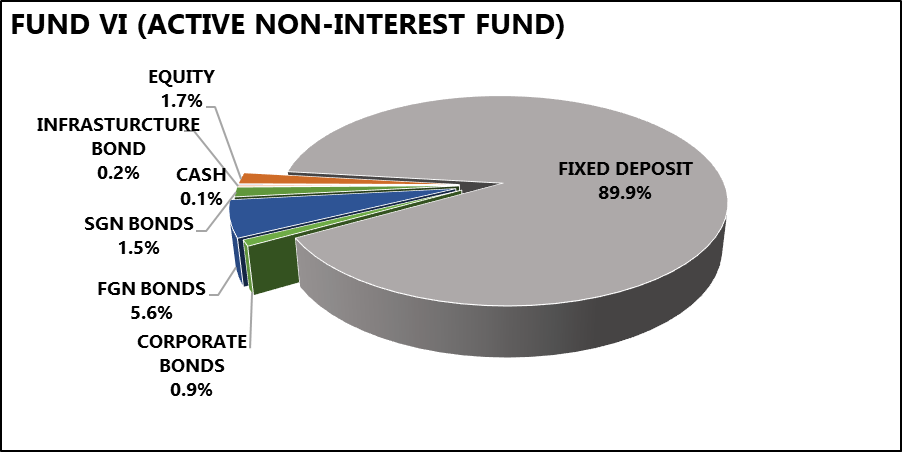 FUND VI (ACTIVE NON-INTEREST FUND)
EQUITY
1.7%
INFRASTURCTURE
BOND
0.2%
CASH
0.1%
SGN BONDS
1.5%
FGN BONDS
5.6%
CORPORATE
BONDS
0.9%
FIXED DEPOSIT
89.9%